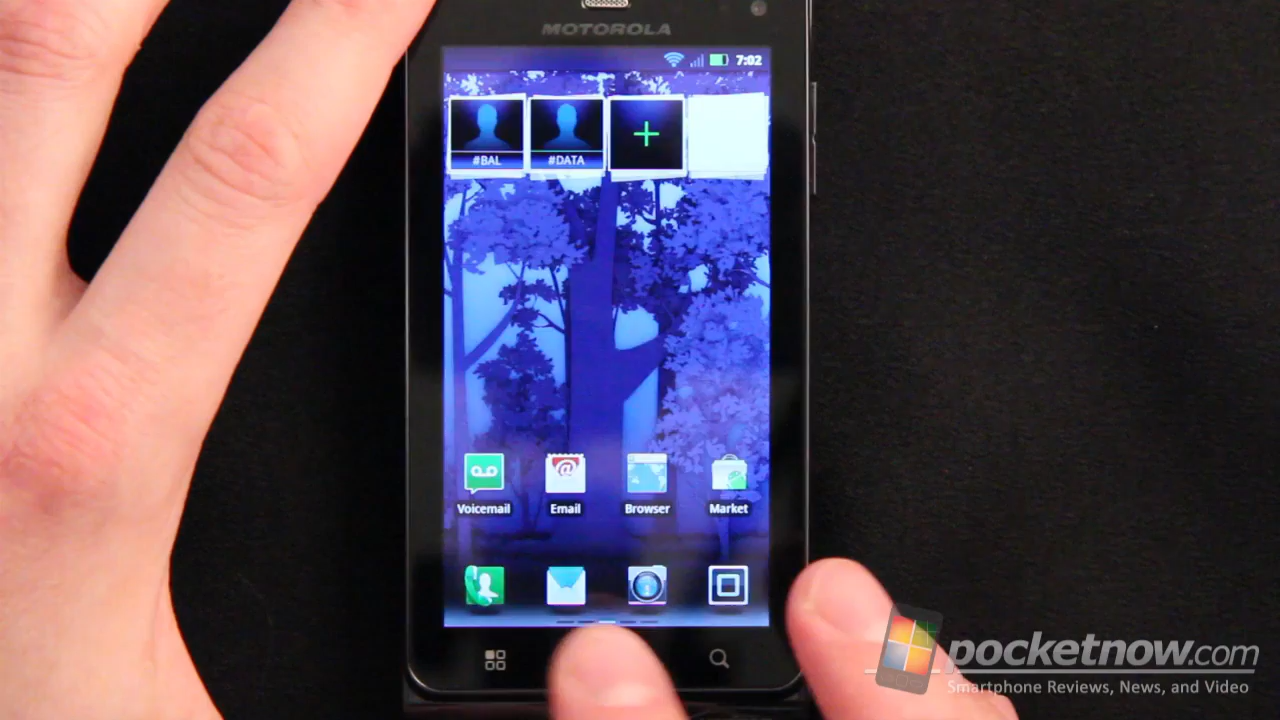 MOTOROLA
7:02
#BAL #DATA
Voicemail Email Browser Market
pocketnow.com
Smartphone Reviews, News, and Video